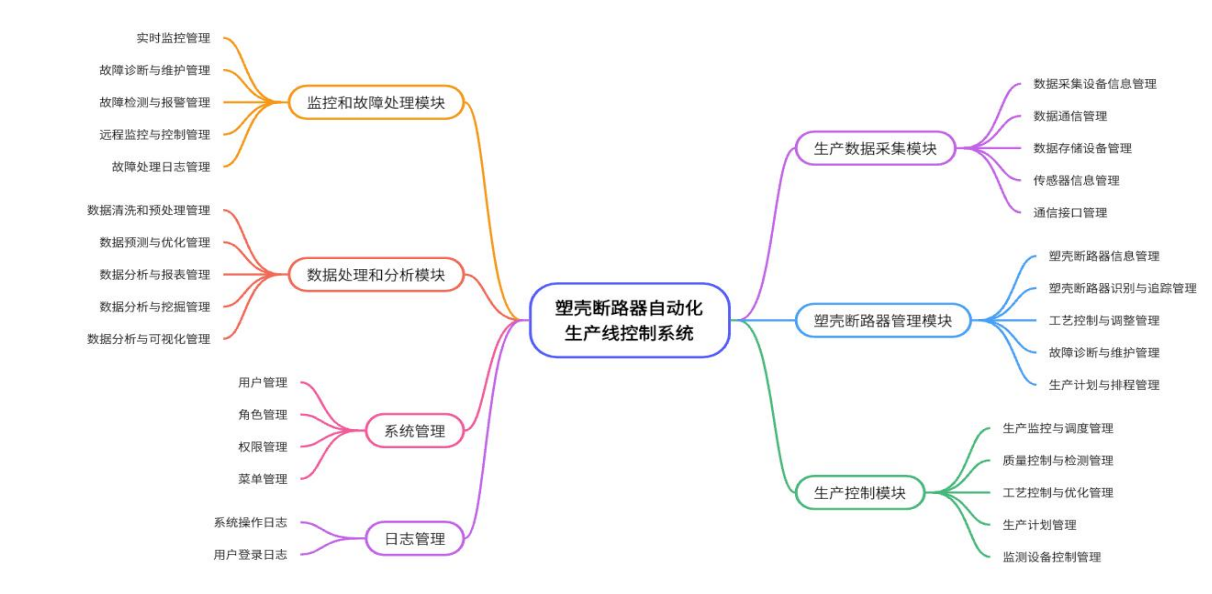 塑壳断路器自动化
生产线控制系统
监控和故障处理模块
实时监控管理
故障诊断与维护管理
故障检测与报警管理
远程监控与控制管理
故障处理日志管理
数据处理和分析模块
数据清洗和预处理管理
数据预测与优化管理
数据分析与报表管理
数据分析与挖掘管理
数据分析与可视化管理
系统管理
用户管理
角色管理
权限管理
菜单管理
日志管理
系统操作日志
用户登录日志
生产数据采集模块
数据采集设备信息管理
数据通信管理
数据存储设备管理
传感器信息管理
通信接口管理
塑壳断路器管理模块
塑壳断路器信息管理
塑壳断路器识别与追踪管理
工艺控制与调整管理
故障诊断与维护管理
生产计划与排程管理
生产控制模块
生产监控与调度管理
质量控制与检测管理
工艺控制与优化管理
生产计划管理
监测设备控制管理